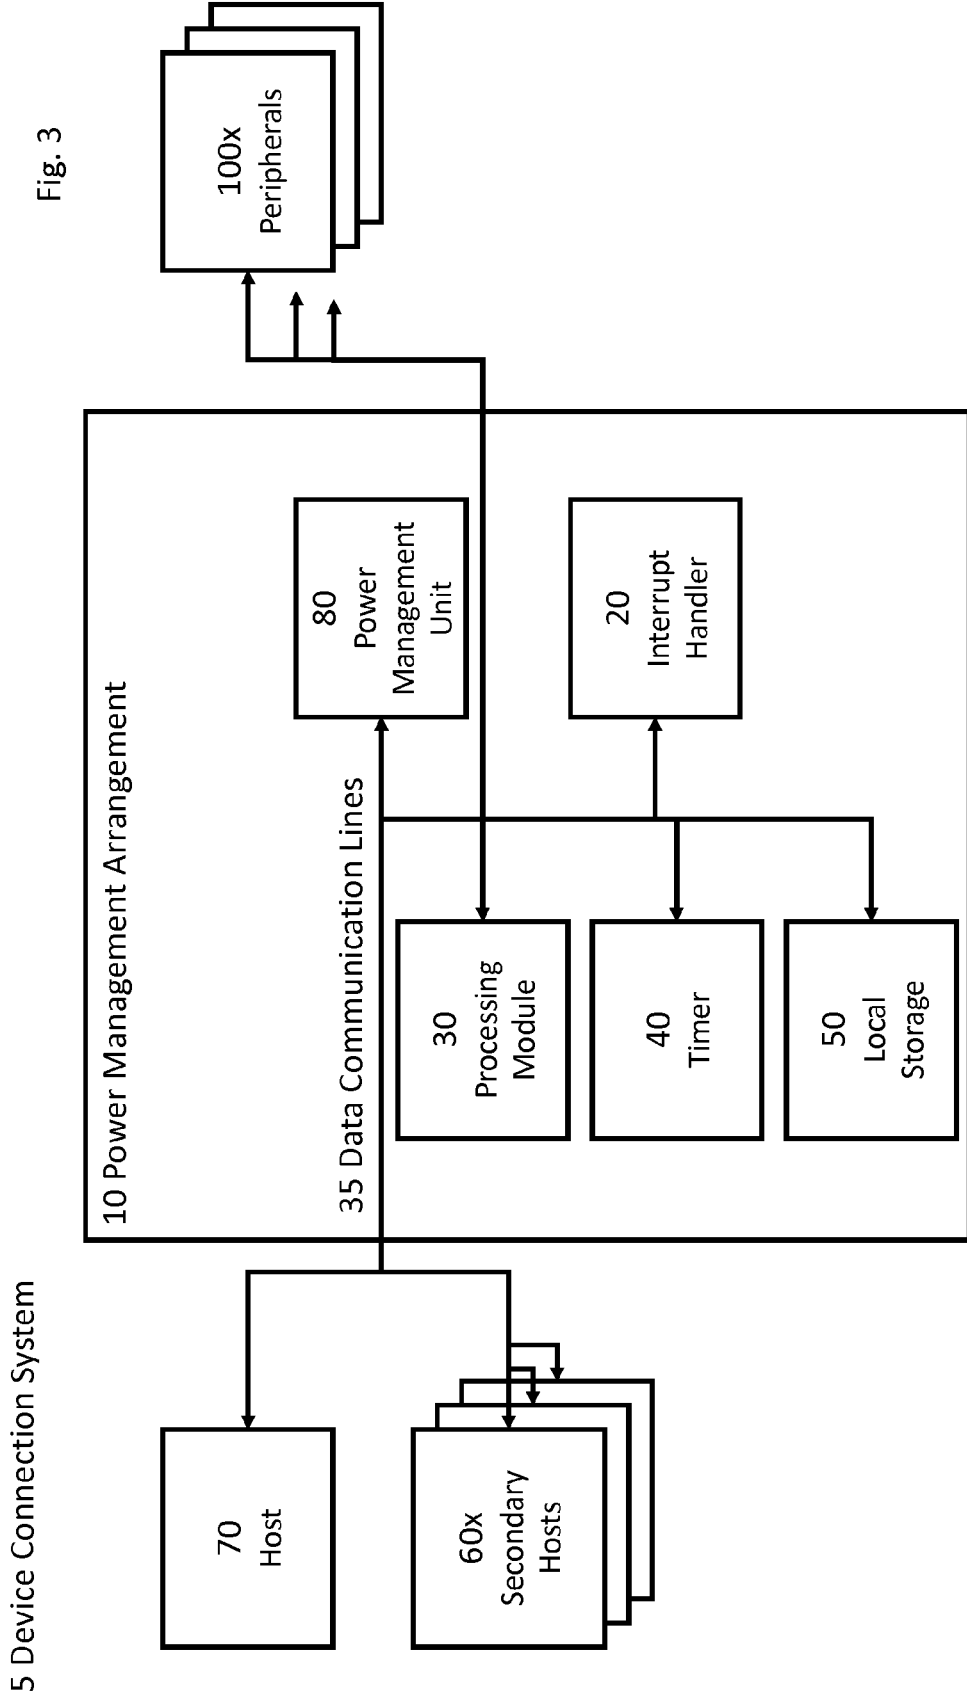 5 Device Connection System
Fig. 3
10 Power Management Arrangement
70
Host
60x
Secondary
Hosts
35 Data Communication Lines
80
Power
Management
Unit
100x
Peripherals
30
Processing
Module
40
Timer
50
Local
Storage
20
Interrupt
Handler